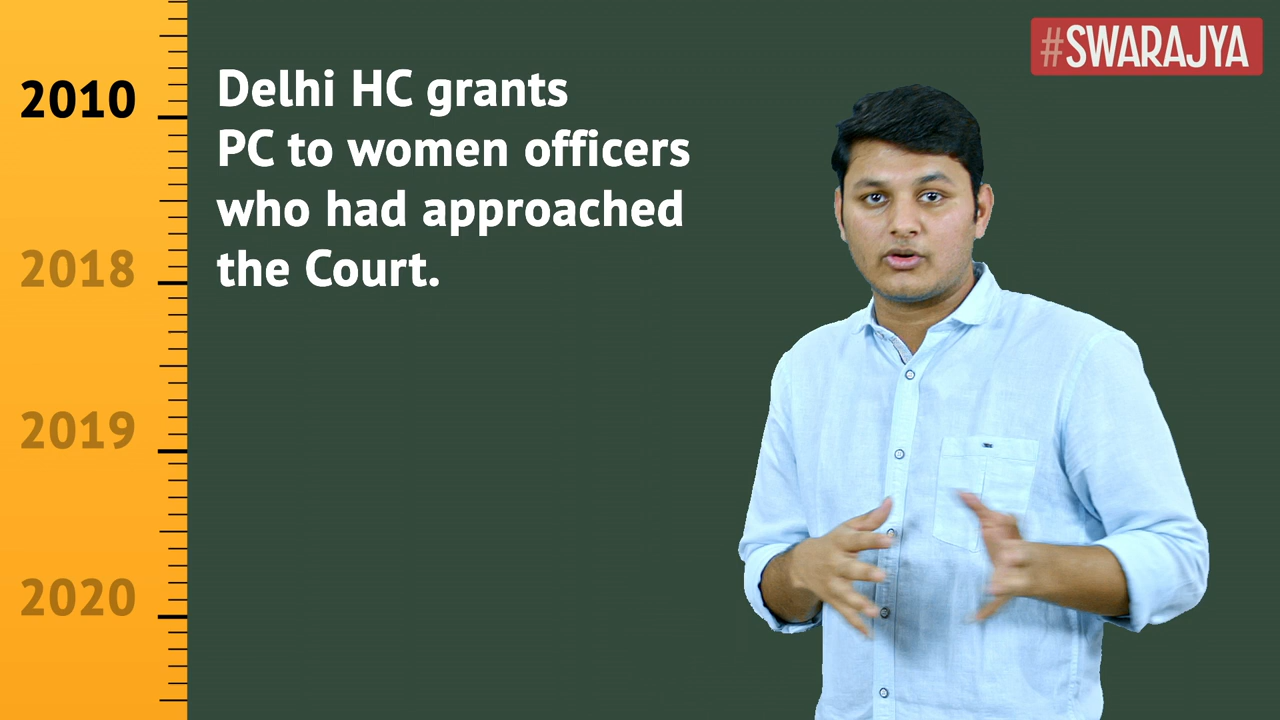 #SWARAJYA
2010
Delhi HC grants
PC to women officers
who had approached
the Court.
2018
2019
2020